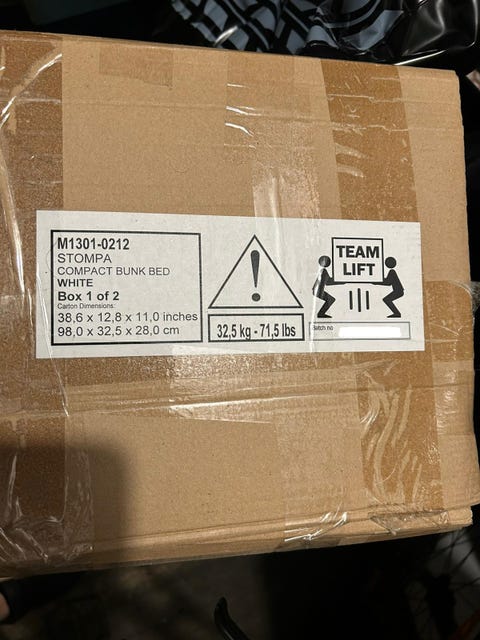 M1301-0212
STOMPA
COMPACT BUNK BED
WHITE
Box 1 of 2
Carton Dimensions:
38,6 x 12,8 x 11,0 inches
98,0 x 32,5 x 28,0 cm
!
32,5 kg - 71,5 lbs
TEAM
LIFT
Batch no